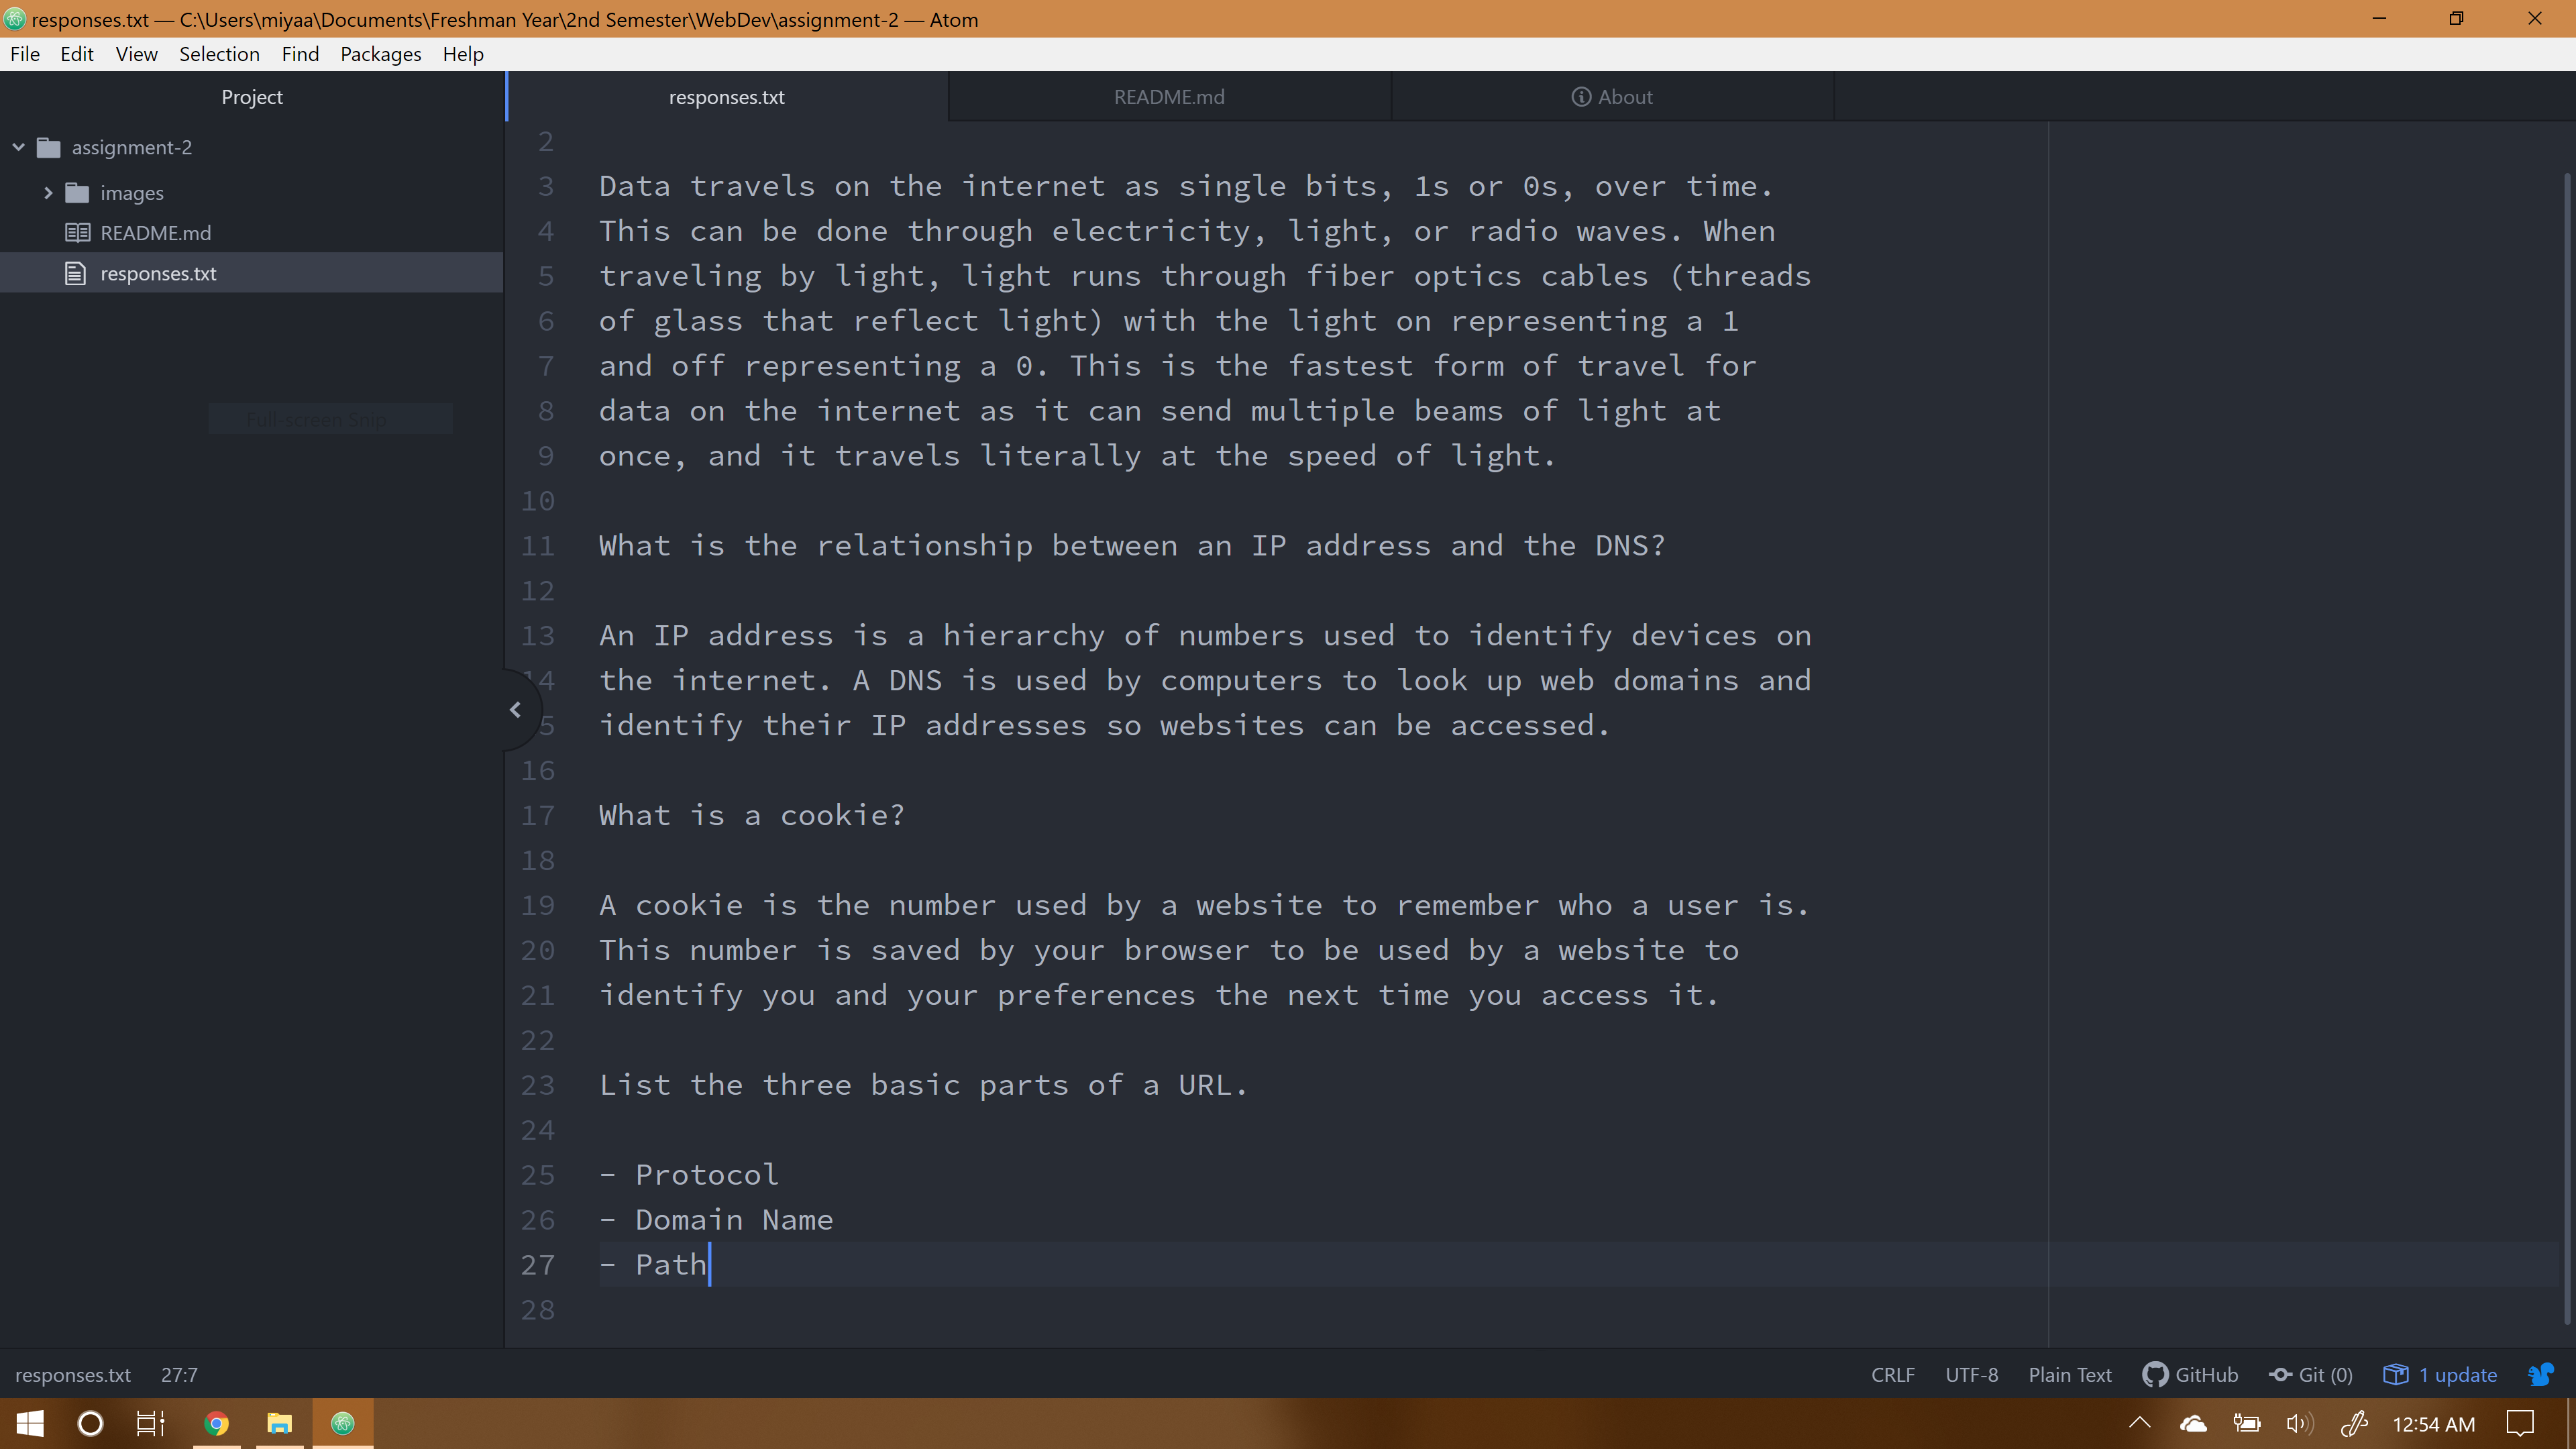 responses.txt — C:\Users\miyaa\Documents\Freshman Year\2nd Semester\WebDev\assignment-2 — Atom
File Edit View Selection Find Packages Help
Project
responses.txt
README.md
About
assignment-2
images
README.md
responses.txt
Full-screen Snip
2
3 Data travels on the internet as single bits, 1s or 0s, over time.
4 This can be done through electricity, light, or radio waves. When
5 traveling by light, light runs through fiber optics cables (threads
6 of glass that reflect light) with the light on representing a 1
7 and off representing a 0. This is the fastest form of travel for
8 data on the internet as it can send multiple beams of light at
9 once, and it travels literally at the speed of light.
10
11 What is the relationship between an IP address and the DNS?
12
13 An IP address is a hierarchy of numbers used to identify devices on
14 the internet. A DNS is used by computers to look up web domains and
5 identify their IP addresses so websites can be accessed.
16
17 What is a cookie?
18
19 A cookie is the number used by a website to remember who a user is.
20 This number is saved by your browser to be used by a website to
21 identify you and your preferences the next time you access it.
22
23 List the three basic parts of a URL.
24
25 - Protocol
26 - Domain Name
27 - Path
28
responses.txt 27:7
CRLF UTF-8 Plain Text GitHub Git (0) 1 update
12:54 AM